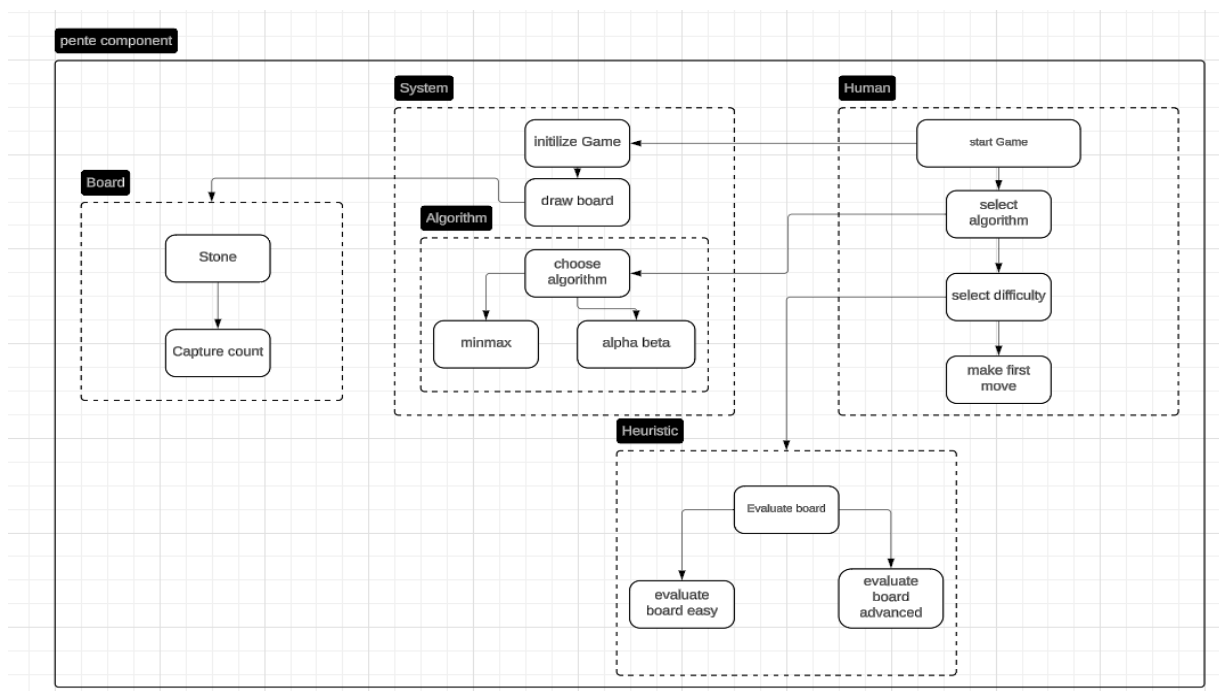 pente component
System
Human
initilize Game
start Game
Board
draw board
select
algorithm
Algorithm
Stone
choose
algorithm
select difficulty
minmax
alpha beta
Capture count
make first
move
Heuristic
Evaluate board
evaluate
board easy
evaluate
board
advanced